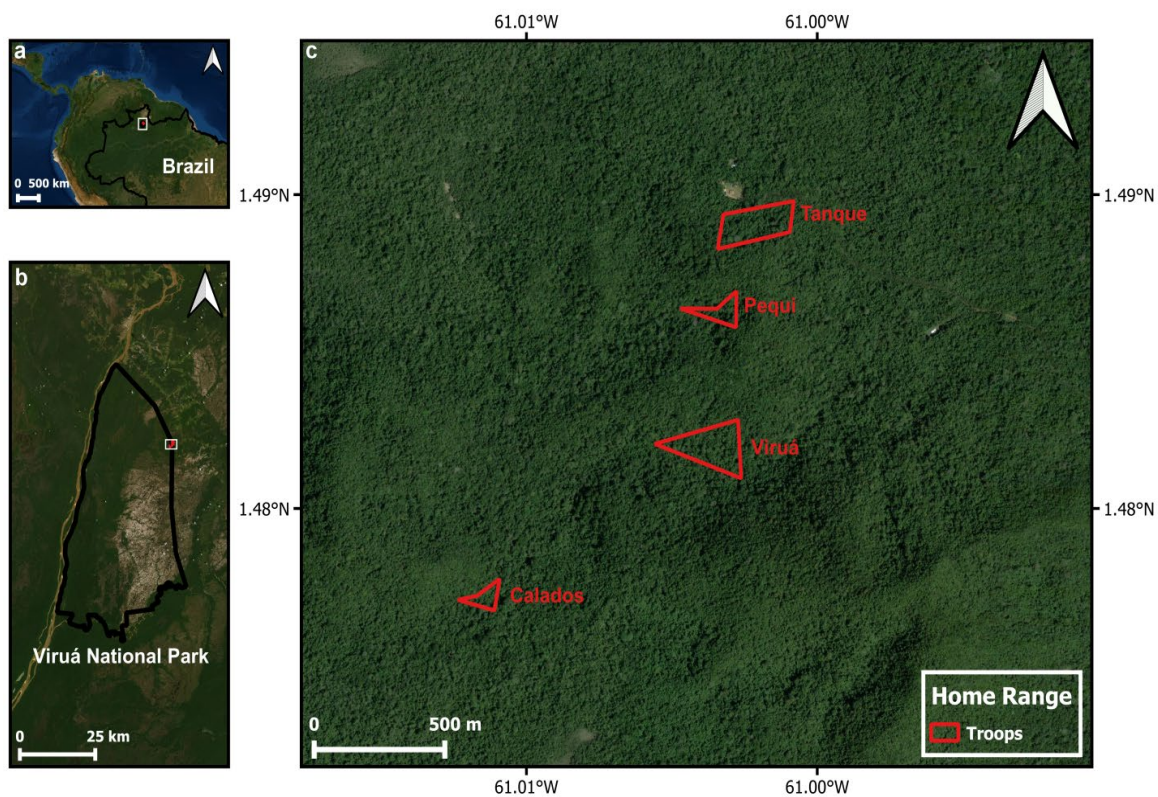 a
Brazil
0 500 km
b
Viruá National Park
0 25 km
61.01°W 61.00°W
c
1.49°N 1.49°N
Tanque
Pequi
Viruá
1.48°N 1.48°N
Calados
0 500 m
Home Range
Troops
61.01°W 61.00°W